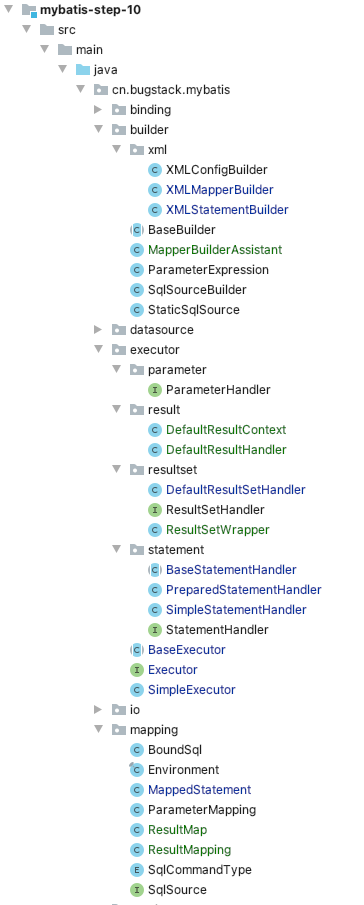 mybatis-step-10
src
main
java
cn.bugstack.mybatis
binding
builder
xml
XMLConfigBuilder
XMLMapperBuilder
XMLStatementBuilder
BaseBuilder
MapperBuilderAssistant
ParameterExpression
SqlSourceBuilder
StaticSqlSource
datasource
executor
parameter
ParameterHandler
result
DefaultResultContext
DefaultResultHandler
resultset
DefaultResultSetHandler
ResultSetHandler
ResultSetWrapper
statement
BaseStatementHandler
PreparedStatementHandler
SimpleStatementHandler
StatementHandler
BaseExecutor
Executor
SimpleExecutor
io
mapping
BoundSql
Environment
MappedStatement
ParameterMapping
ResultMap
ResultMapping
SqlCommandType
SqlSource